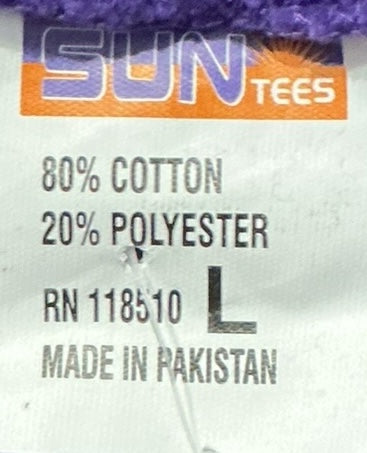 SUN TEES
80% COTTON
20% POLYESTER
RN 118510 L
MADE IN PAKISTAN